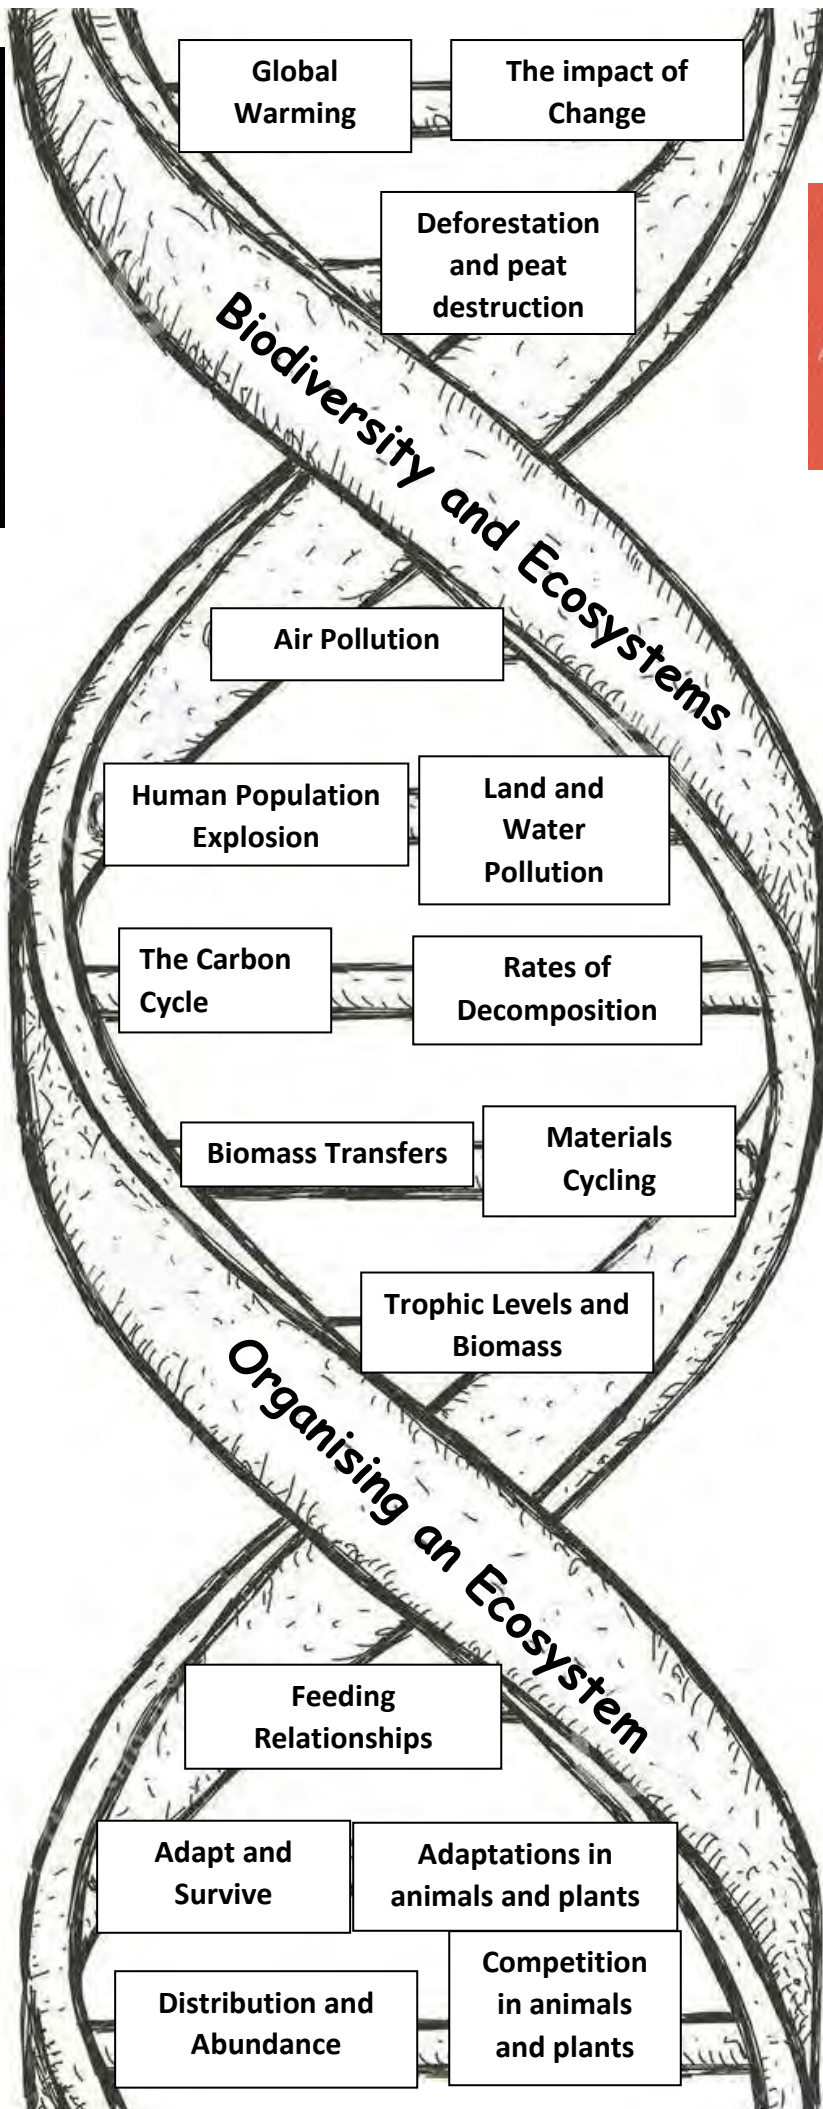 Global
Warming
The impact of
Change
Deforestation
and peat
destruction
Biodiversity and Ecosystems
Air Pollution
Human Population
Explosion
Land and
Water
Pollution
The Carbon
Cycle
Rates of
Decomposition
Biomass Transfers
Materials
Cycling
Trophic Levels and
Biomass
Organising an Ecosystem
Feeding
Relationships
Adapt and
Survive
Adaptations in
animals and plants
Distribution and
Abundance
Competition
in animals
and plants